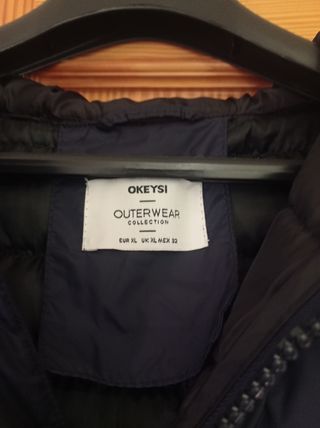 OKEYSI
OUTERWEAR
COLLECTION
EUR XL UK XL MEX 32